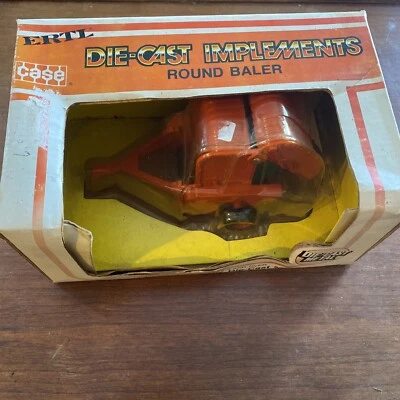 ERTL
DIE-CAST IMPLEMENTS
case
ROUND BALER